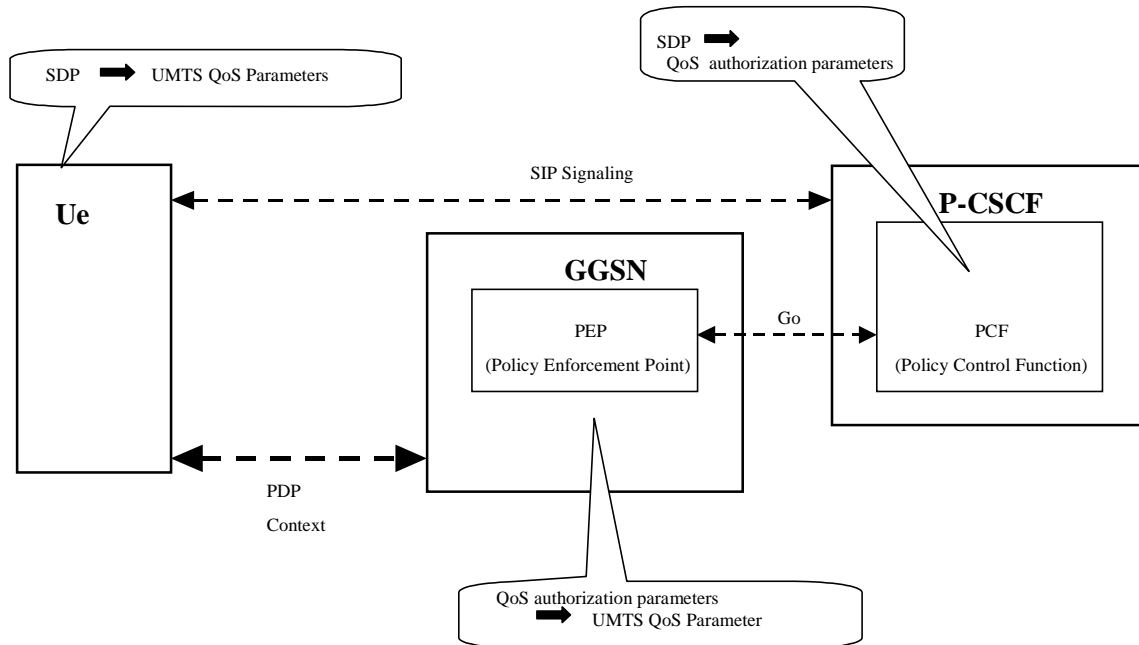 SDP
QoS authorization parameters
SDP UMTS QoS Parameters
SIP Signaling
Ue
P-CSCF
GGSN
PEP
(Policy Enforcement Point)
Go
PCF
(Policy Control Function)
PDP
Context
QoS authorization parameters
UMTS QoS Parameter